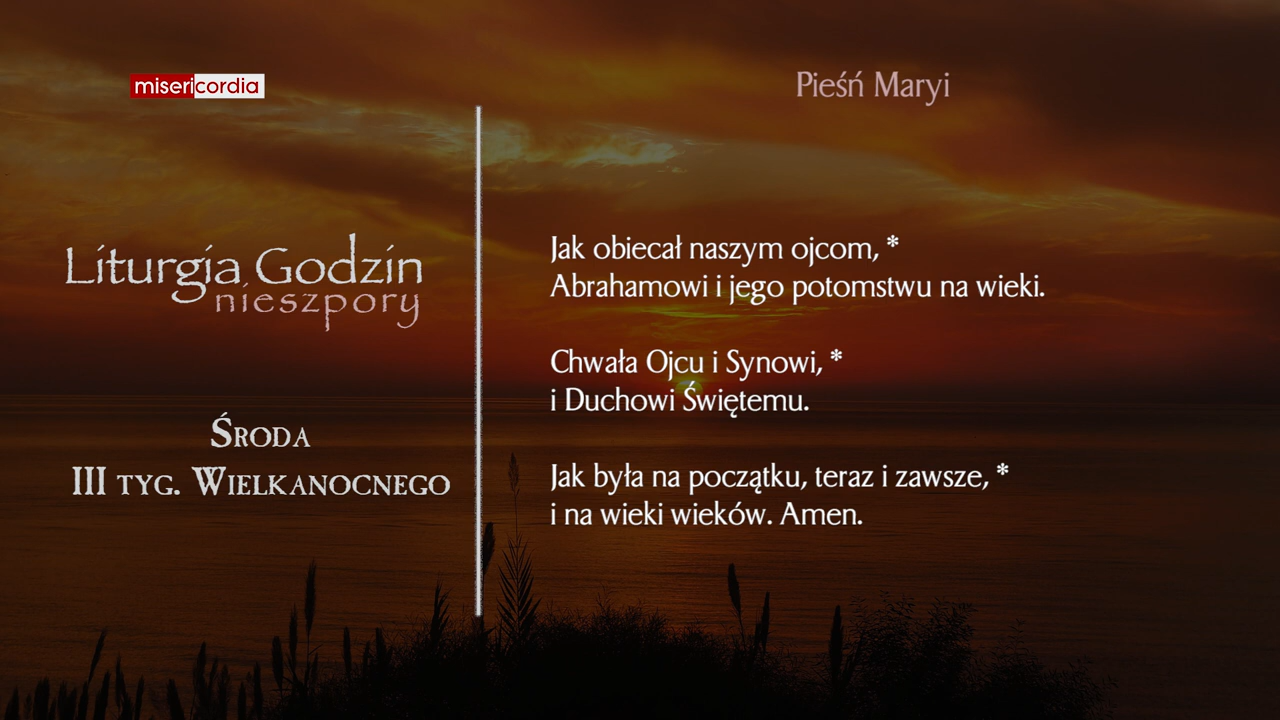 misericordia
Pieśń Maryi
Liturgia Godzin
nieszpory
Środa
III tyg. Wielkanocnego
Jak obiecał naszym ojcom, *
Abrahamowi i jego potomstwu na wieki.
Chwała Ojcu i Synowi, *
i Duchowi Świętemu.
Jak była na początku, teraz i zawsze, *
i na wieki wieków. Amen.